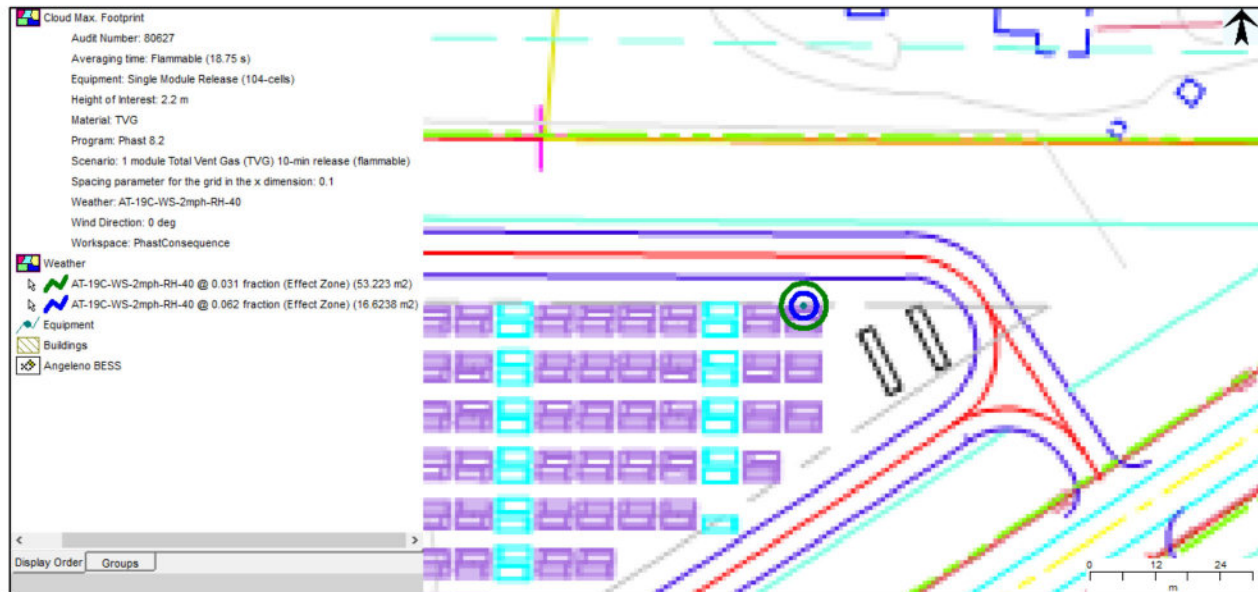 Cloud Max. Footprint
Audit Number: 80627
Averaging time: Flammable (18.75 s)
Equipment: Single Module Release (104-cells)
Height of Interest: 2.2 m
Material: TVG
Program: Phast 8.2
Scenario: 1 module Total Vent Gas (TVG) 10-min release (flammable)
Spacing parameter for the grid in the x dimension: 0.1
Weather: AT-19C-WS-2mph-RH-40
Wind Direction: 0 deg
Workspace: PhastConsequence
Weather
AT-19C-WS-2mph-RH-40 @ 0.031 fraction (Effect Zone) (53.223 m2)
AT-19C-WS-2mph-RH-40 @ 0.062 fraction (Effect Zone) (16.6238 m2)
Equipment
Buildings
Angeleno BESS
Display Order Groups
0 12 24
m